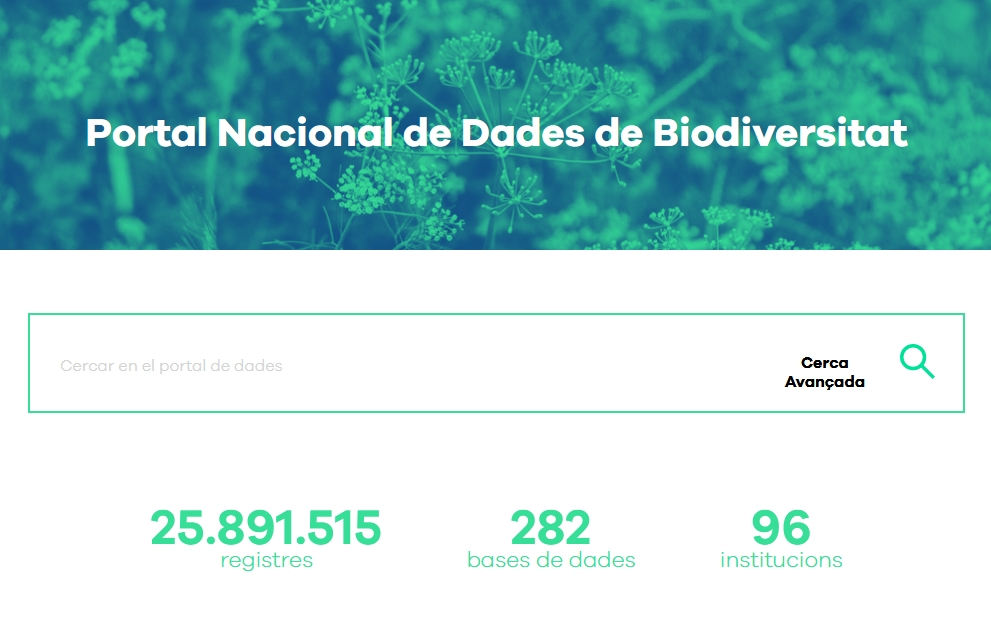 Portal Nacional de Dades de Biodiversitat
Cercar en el portal de dades
Cerca
Avançada
25.891.515
registres
282
bases de dades
96
institucions